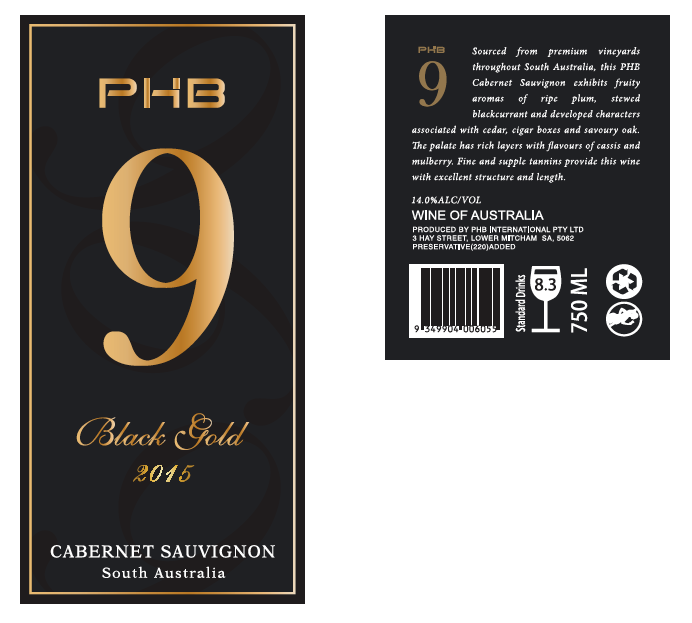 PHB
9
Black Gold
2015
CABERNET SAUVIGNON
South Australia
PHB
9
Sourced from premium vineyards
throughout South Australia, this PHB
Cabernet Sauvignon exhibits fruity
aromas of ripe plum, stewed
blackcurrant and developed characters
associated with cedar, cigar boxes and savoury oak.
The palate has rich layers with flavours of cassis and
mulberry. Fine and supple tannins provide this wine
with excellent structure and length.
14.0%ALC/VOL
WINE OF AUSTRALIA
PRODUCED BY PHB INTERNATIONAL PTY LTD
3 HAY STREET, LOWER MITCHAM SA, 5062
PRESERVATIVE(220)ADDED
9 349904 006055
Standard Drinks
8.3
750 ML